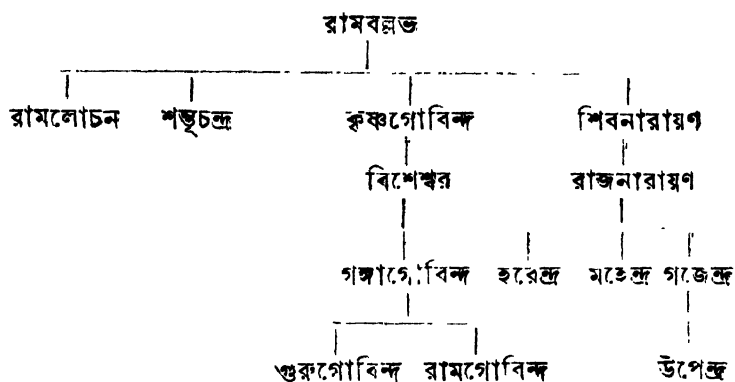 রামবল্লভ
রামলোচন শম্ভূচন্দ্র কৃষ্ণগোবিন্দ শিবনারায়ণ
বিশেশ্বর রাজনারায়ণ
গঙ্গাগোবিন্দ হরেন্দ্র মহেন্দ্র গজেন্দ্র
গুরুগোবিন্দ রামগোবিন্দ উপেন্দ্র